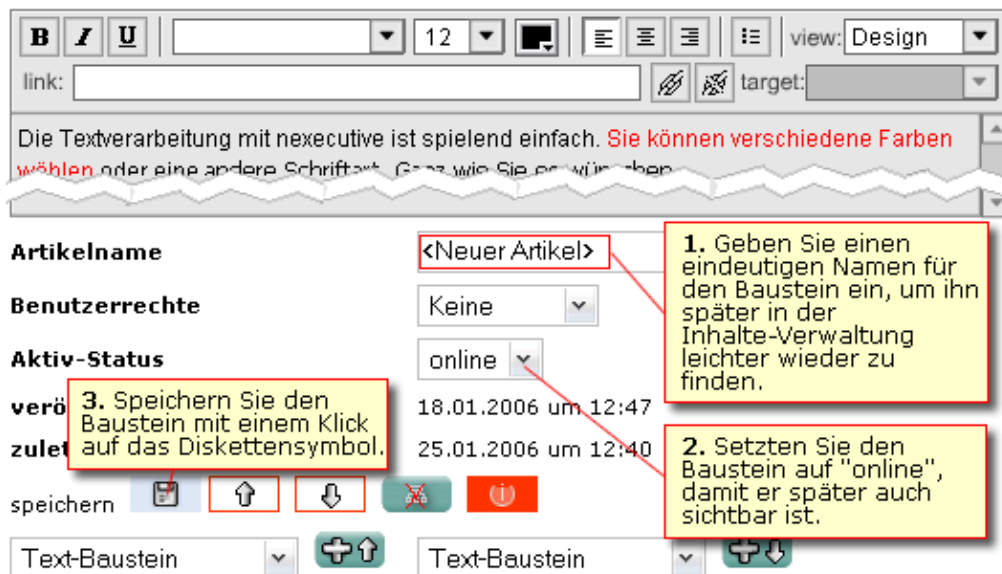 B I U 12 view: Design
link: target:
Die Textverarbeitung mit nexecutive ist spielend einfach. Sie können verschiedene Farben
wählen oder eine andere Schriftart. Ganz wie Sie es wünschen
Artikelname <Neuer Artikel>
1. Geben Sie einen
eindeutigen Namen für
den Baustein ein, um ihn
später in der
Inhalte-Verwaltung
leichter wieder zu
finden.
Benutzerrechte Keine
Aktiv-Status online
3. Speichern Sie den
Baustein mit einem Klick
auf das Diskettensymbol.
verö 18.01.2006 um 12:47
zulet 25.01.2006 um 12:40
2. Setzten Sie den
Baustein auf "online",
damit er später auch
sichtbar ist.
speichern
Text-Baustein Text-Baustein